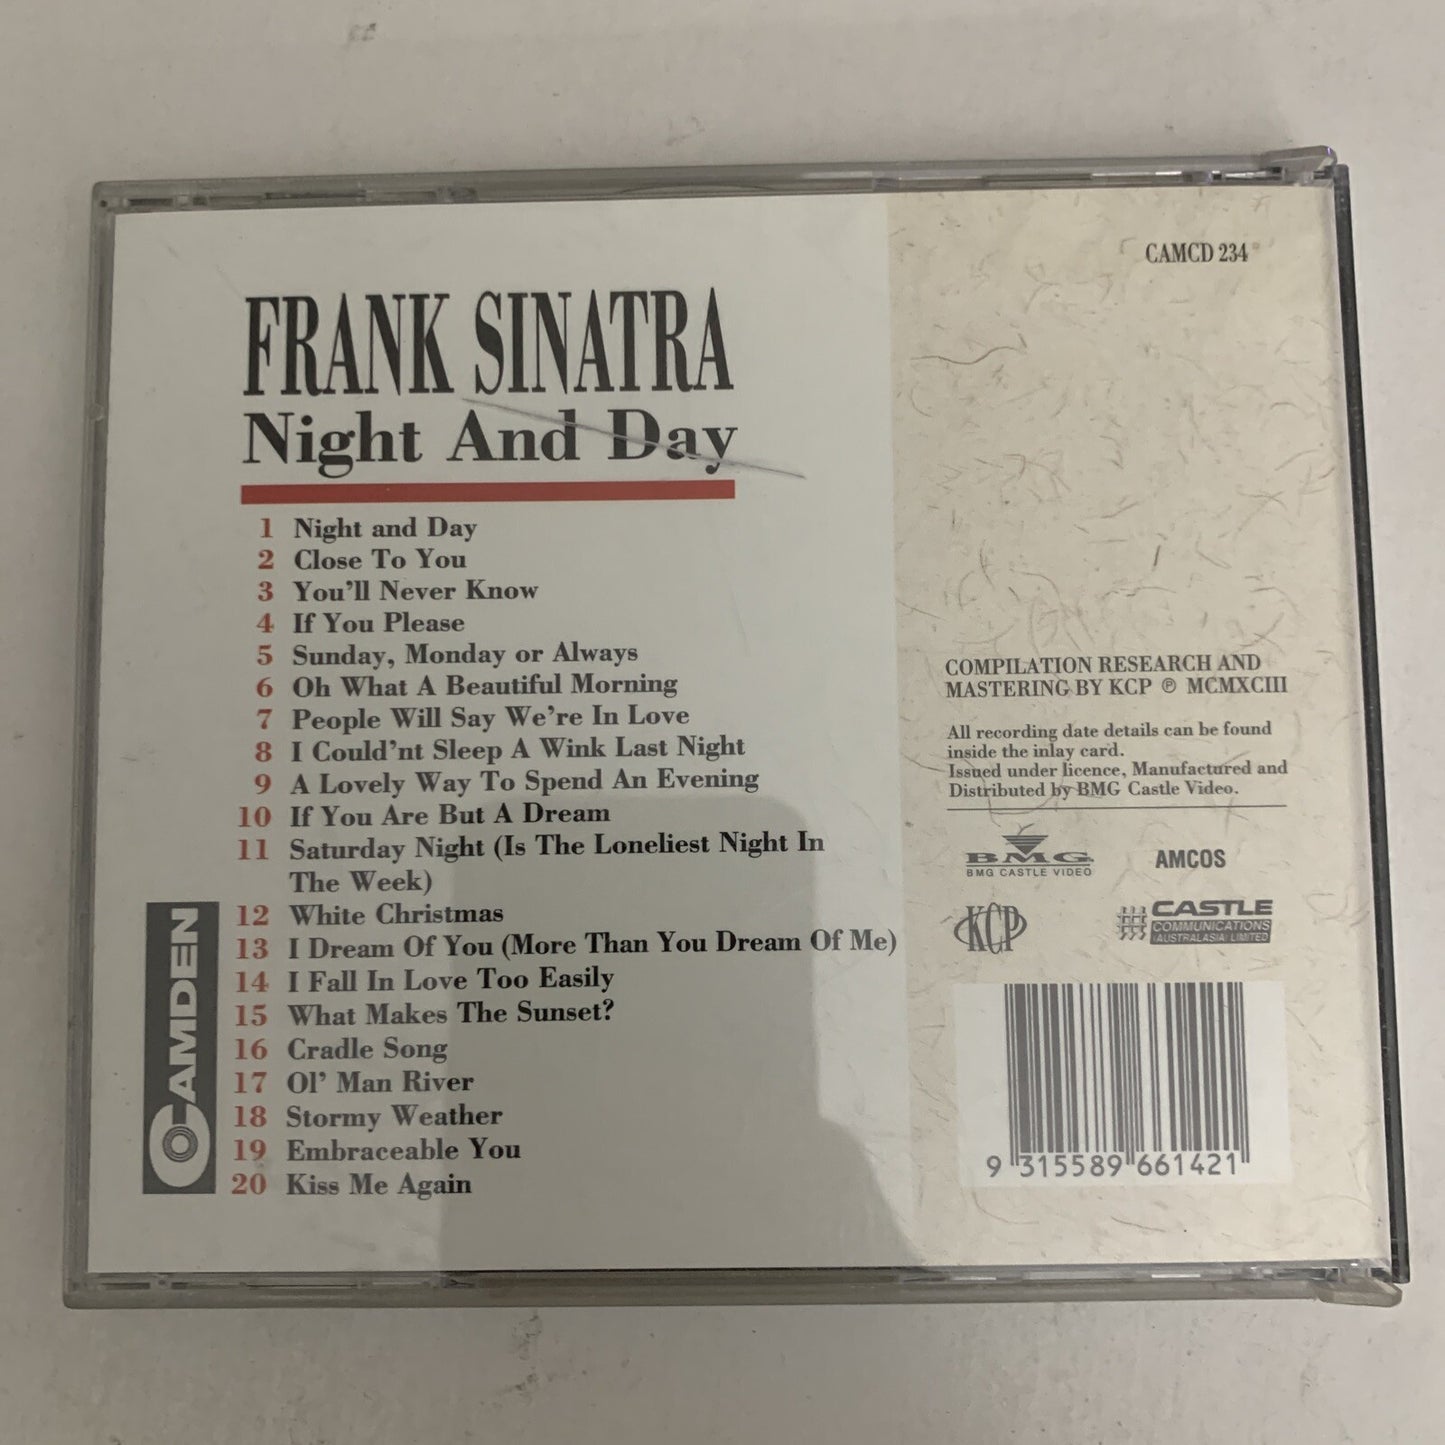 CAMCD 234
FRANK SINATRA
Night And Day
1 Night and Day
2 Close To You
3 You'll Never Know
4 If You Please
5 Sunday, Monday or Always
6 Oh What A Beautiful Morning
7 People Will Say We're In Love
8 I Could'nt Sleep A Wink Last Night
9 A Lovely Way To Spend An Evening
10 If You Are But A Dream
11 Saturday Night (Is The Loneliest Night In
The Week)
12 White Christmas
13 I Dream Of You (More Than You Dream Of Me)
14 I Fall In Love Too Easily
15 What Makes The Sunset?
16 Cradle Song
17 Ol' Man River
18 Stormy Weather
19 Embraceable You
20 Kiss Me Again
CAMDEN
COMPILATION RESEARCH AND
MASTERING BY KCP ℗ MCMXCIII
All recording date details can be found
inside the inlay card.
Issued under licence, Manufactured and
Distributed by BMG Castle Video.
BMG
BMG CASTLE VIDEO
AMCOS
KCP
CASTLE
COMMUNICATIONS
(AUSTRALASIA) LIMITED
9 315589 661421